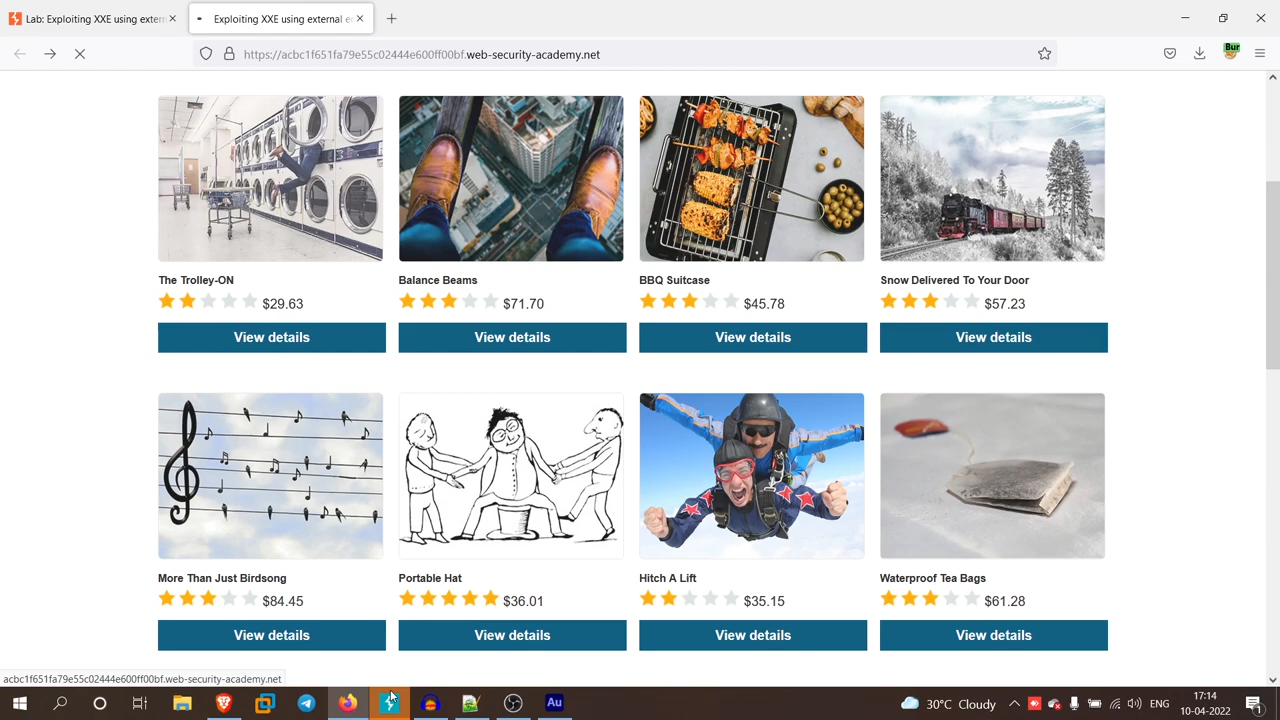 Lab: Exploiting XXE using extern
Exploiting XXE using external e
https://acbc1f651fa79e55c02444e600ff00bf.web-security-academy.net
Bur
The Trolley-ON
Balance Beams
BBQ Suitcase
Snow Delivered To Your Door
$29.63
$71.70
$45.78
$57.23
View details
View details
View details
View details
More Than Just Birdsong
Portable Hat
Hitch A Lift
Waterproof Tea Bags
$84.45
$36.01
$35.15
$61.28
View details
View details
View details
View details
acbc1f651fa79e55c02444e600ff00bf.web-security-academy.net
Au
30°C Cloudy
ENG
17:14
10-04-2022
1